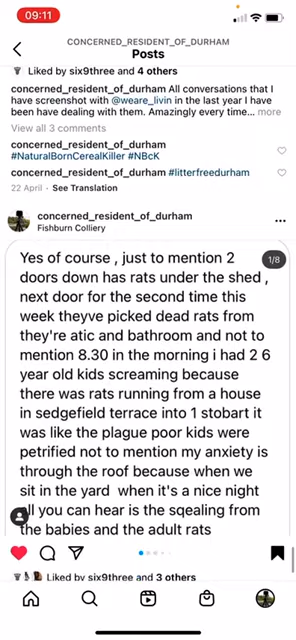 09:11
CONCERNED_RESIDENT_OF_DURHAM
Posts
Liked by six9three and 4 others
concerned_resident_of_durham All conversations that I
have screenshot with @weare_livin in the last year I have
been have dealing with them. Amazingly every time... more
View all 3 comments
concerned_resident_of_durham
#NaturalBornCerealKiller #NBcK
concerned_resident_of_durham #litterfreedurham
22 April · See Translation
concerned_resident_of_durham
Fishburn Colliery
1/8
Yes of course , just to mention 2
doors down has rats under the shed ,
next door for the second time this
week theyve picked dead rats from
they're atic and bathroom and not to
mention 8.30 in the morning i had 2 6
year old kids screaming because
there was rats running from a house
in sedgefield terrace into 1 stobart it
was like the plague poor kids were
petrified not to mention my anxiety is
through the roof because when we
sit in the yard when it's a nice night
all you can hear is the sqealing from
the babies and the adult rats
Liked by six9three and 3 others